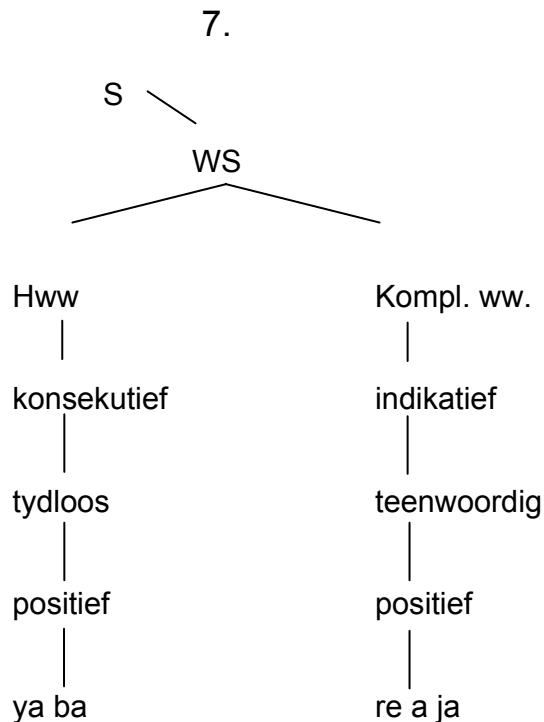 7.
S
WS
Hww Kompl. ww.
konsekutief indikatief
tydloos teenwoordig
positief positief
ya ba re a ja